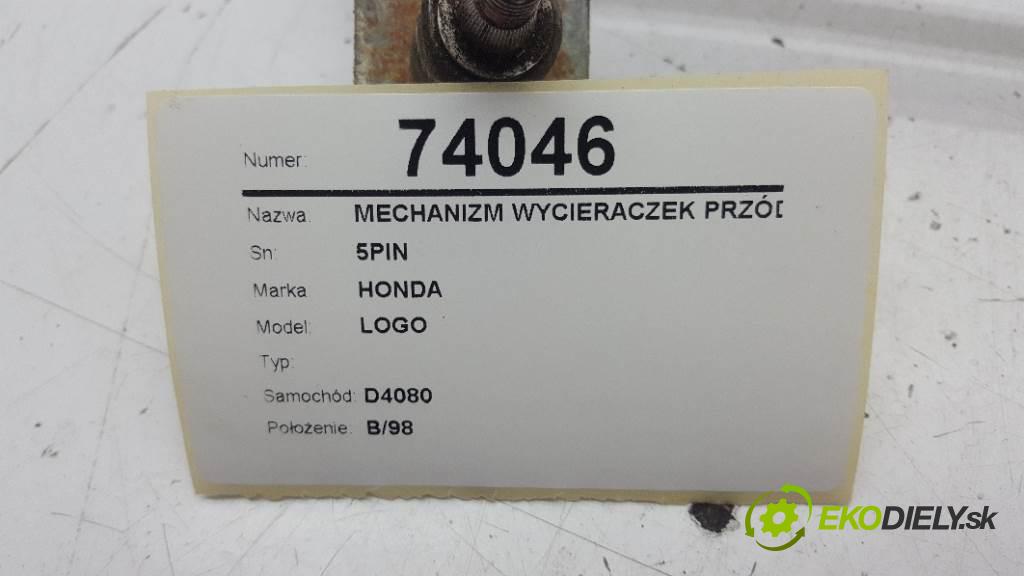 Numer: 74046
Nazwa: MECHANIZM WYCIERACZEK PRZÓD
Sn: 5PIN
Marka HONDA
Model: LOGO
Typ:
Samochód: D4080
Położenie: B/98
EKODIELY.sk